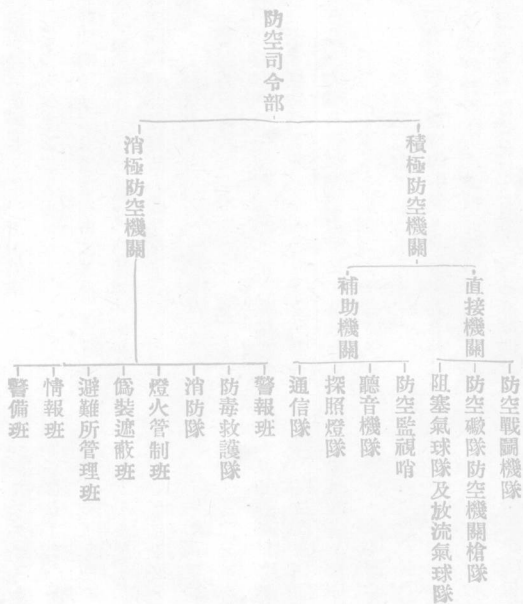 防空司令部
積極防空機關
消極防空機關
直接機關
補助機關
防空戰鬭機隊
防空礮隊防空機關槍隊
阻塞氣球隊及放流氣球隊
防空監視哨
聽音機隊
探照燈隊
通信隊
警報班
防毒救護隊
消防隊
燈火管制班
僞裝遮蔽班
避難所管理班
情報班
警備班